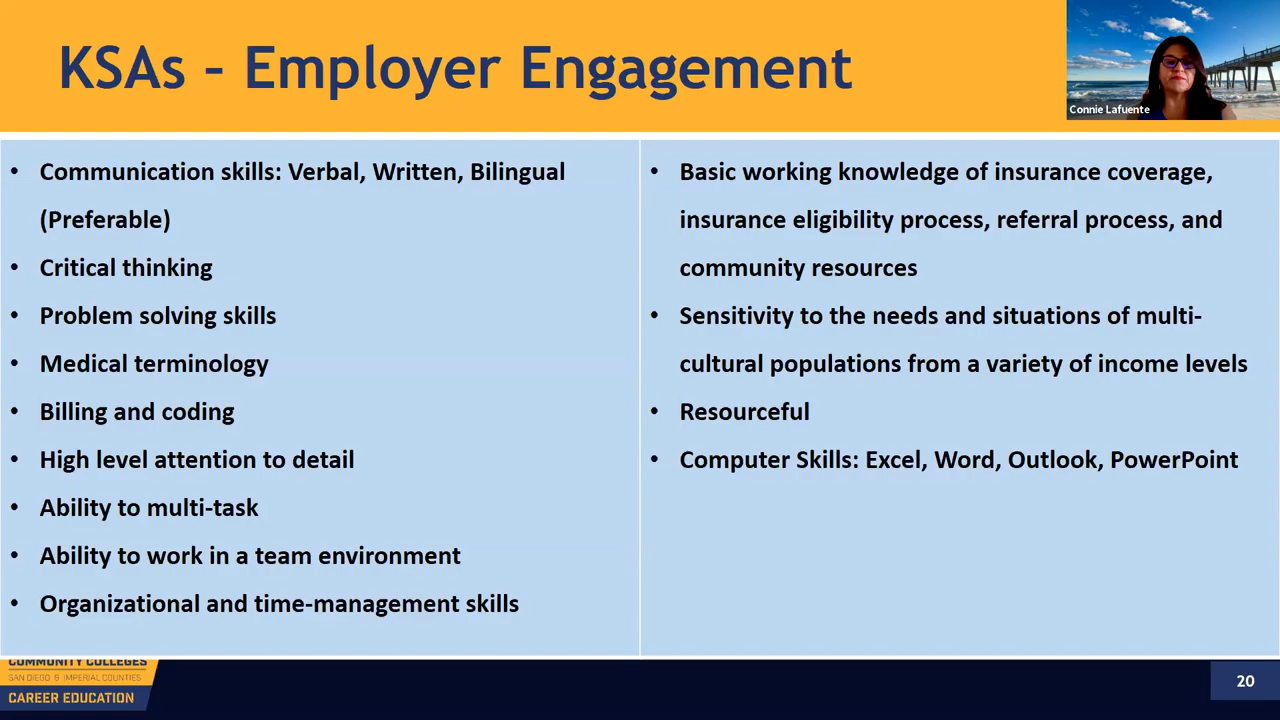 KSAs - Employer Engagement
Connie Lafuente
• Communication skills: Verbal, Written, Bilingual
(Preferable)
• Critical thinking
• Problem solving skills
• Medical terminology
• Billing and coding
• High level attention to detail
• Ability to multi-task
• Ability to work in a team environment
• Organizational and time-management skills
• Basic working knowledge of insurance coverage,
insurance eligibility process, referral process, and
community resources
• Sensitivity to the needs and situations of multi-
cultural populations from a variety of income levels
• Resourceful
• Computer Skills: Excel, Word, Outlook, PowerPoint
COMMUNITY COLLEGES
SAN DIEGO & IMPERIAL COUNTIES
CAREER EDUCATION
20